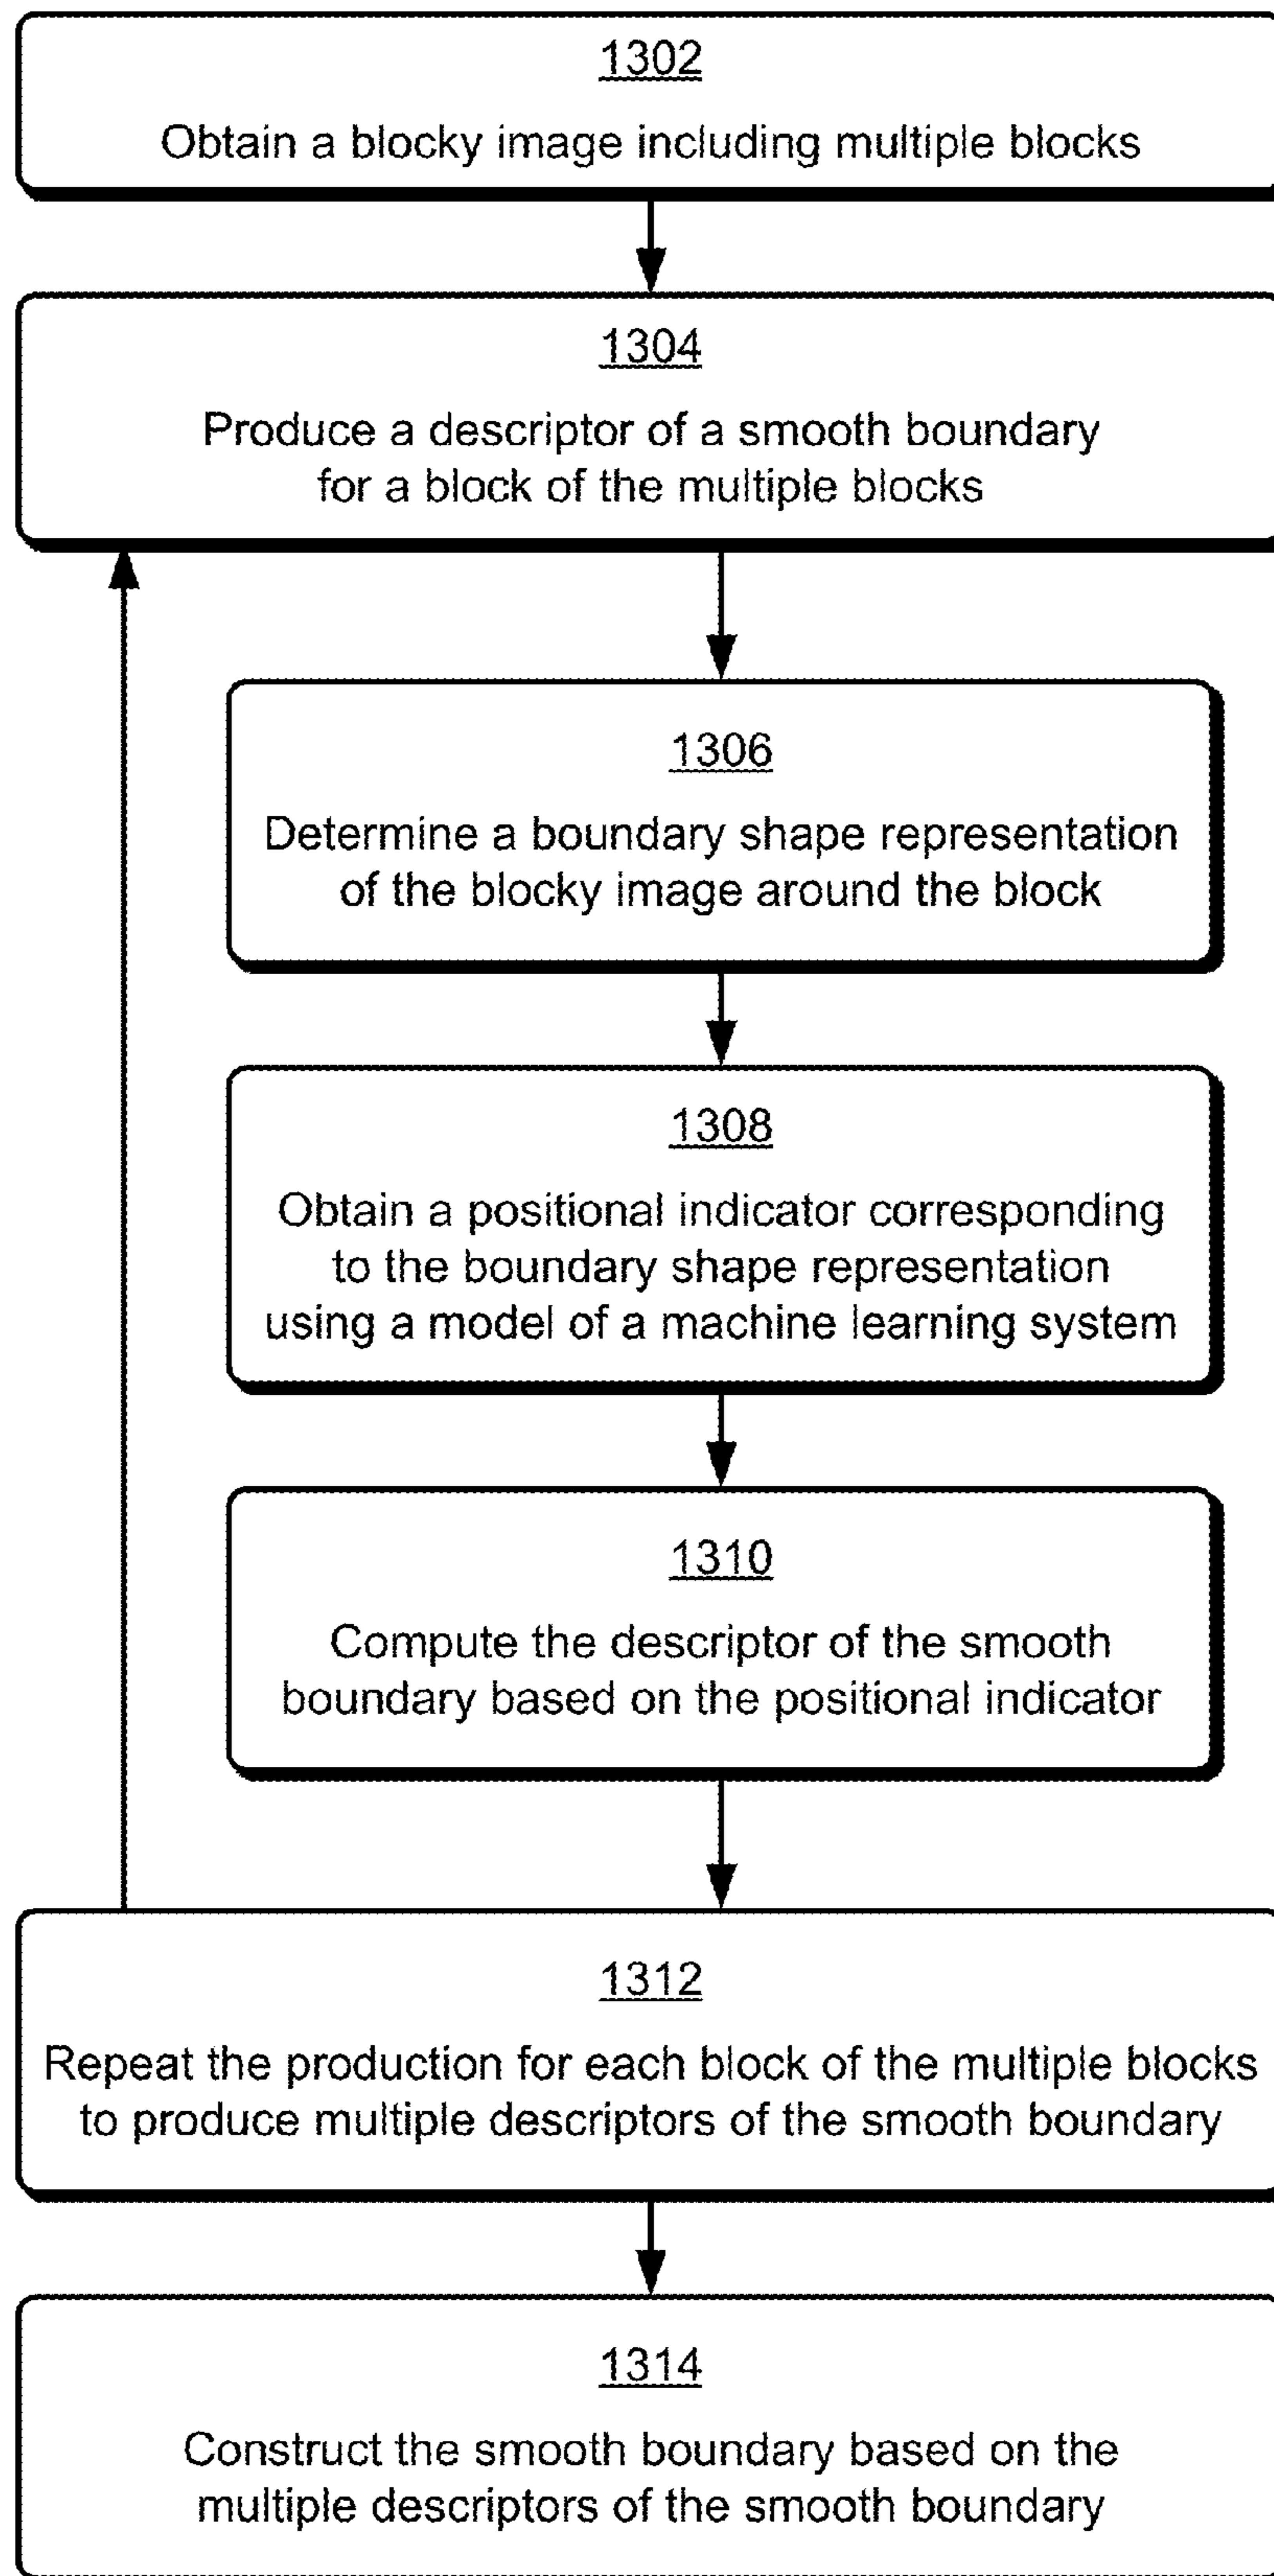 1302
Obtain a blocky image including multiple blocks
1304
Produce a descriptor of a smooth boundary
for a block of the multiple blocks
1306
Determine a boundary shape representation
of the blocky image around the block
1308
Obtain a positional indicator corresponding
to the boundary shape representation
using a model of a machine learning system
1310
Compute the descriptor of the smooth
boundary based on the positional indicator
1312
Repeat the production for each block of the multiple blocks
to produce multiple descriptors of the smooth boundary
1314
Construct the smooth boundary based on the
multiple descriptors of the smooth boundary